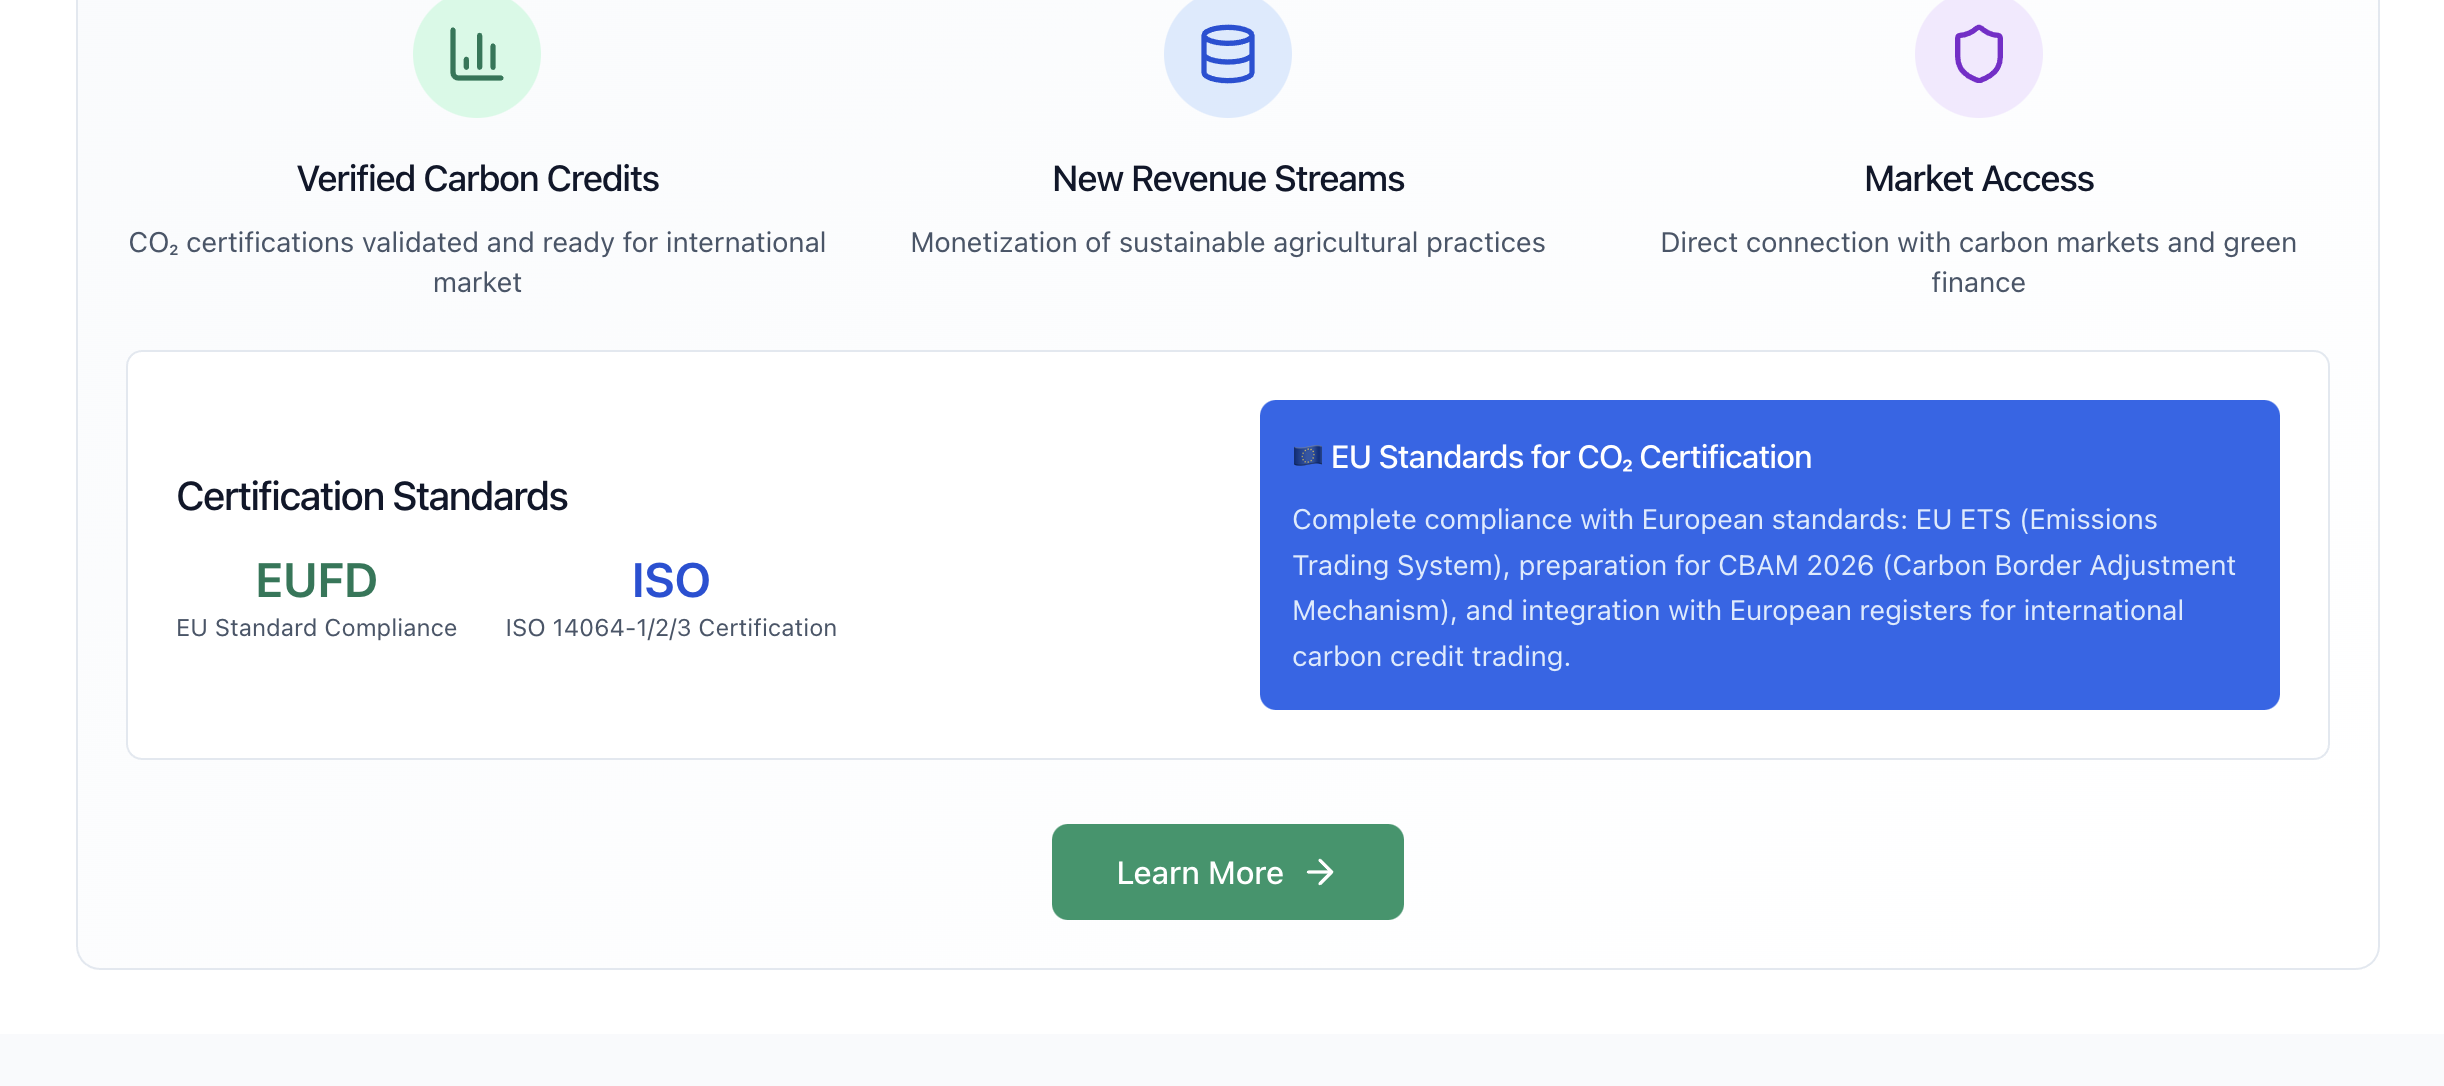 Verified Carbon Credits
CO₂ certifications validated and ready for international
market
New Revenue Streams
Monetization of sustainable agricultural practices
Market Access
Direct connection with carbon markets and green
finance
Certification Standards
EUFD
EU Standard Compliance
ISO
ISO 14064-1/2/3 Certification
🇪🇺 EU Standards for CO₂ Certification
Complete compliance with European standards: EU ETS (Emissions
Trading System), preparation for CBAM 2026 (Carbon Border Adjustment
Mechanism), and integration with European registers for international
carbon credit trading.
Learn More →